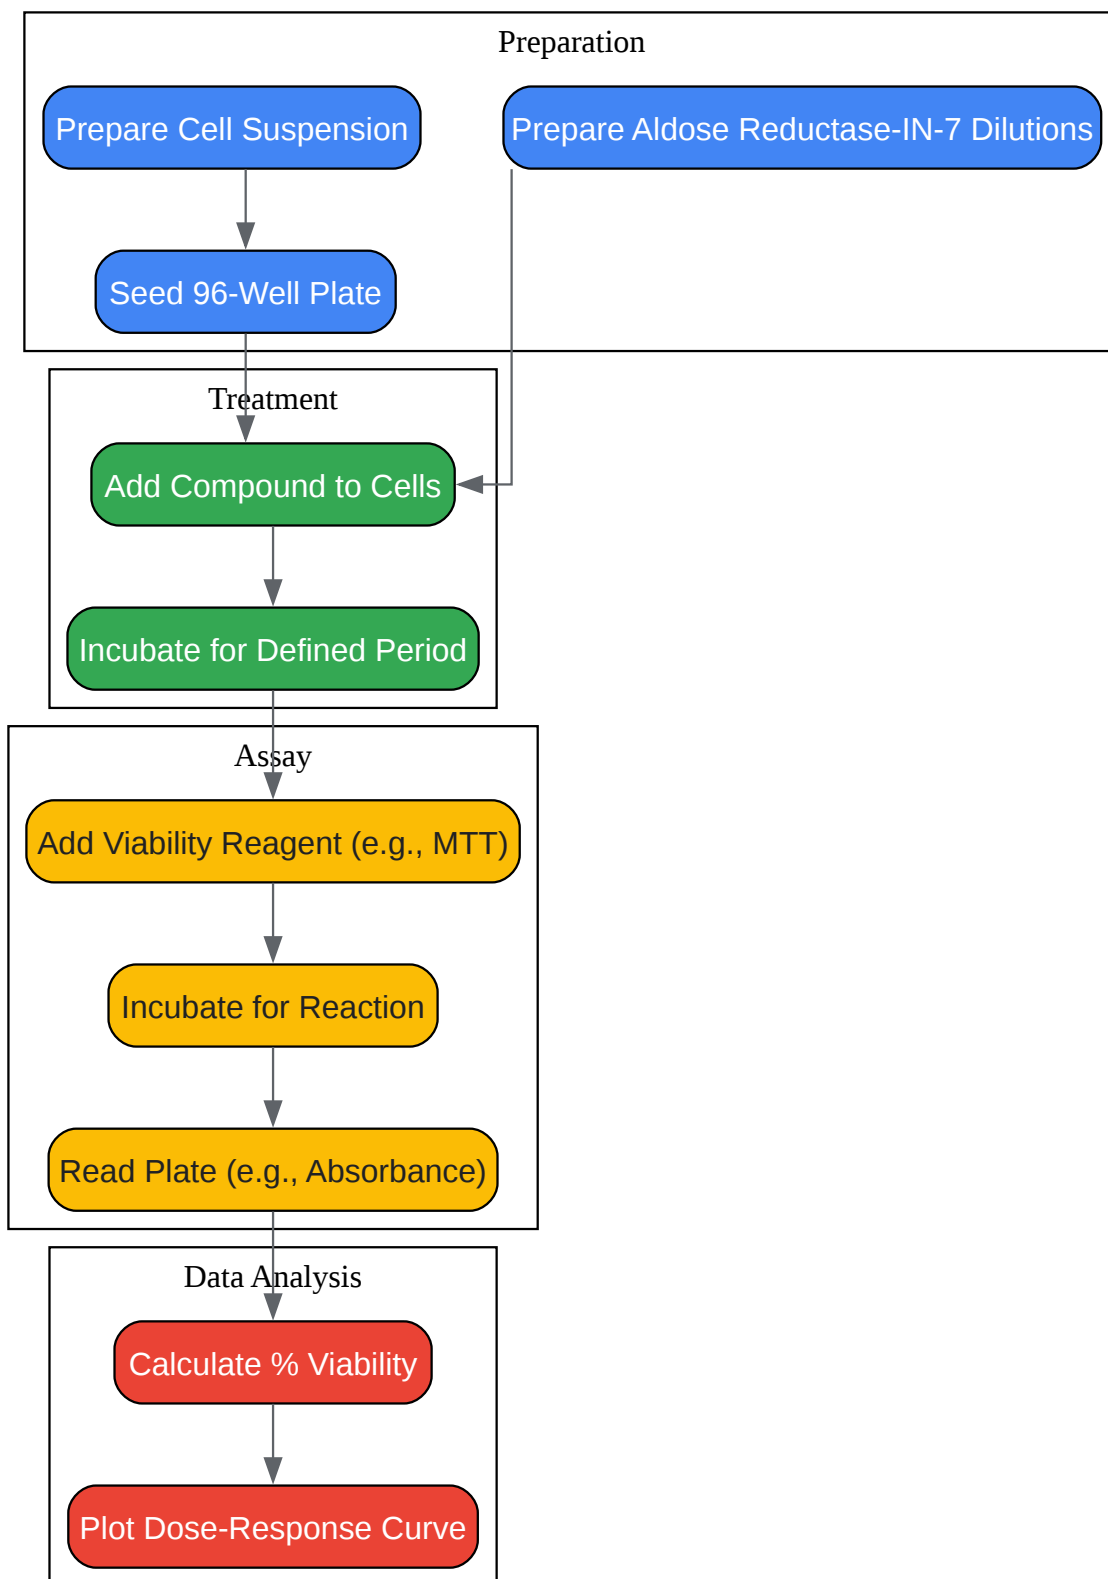 Preparation
Prepare Cell Suspension
Prepare Aldose Reductase-IN-7 Dilutions
Seed 96-Well Plate
Treatment
Add Compound to Cells
Incubate for Defined Period
Assay
Add Viability Reagent (e.g., MTT)
Incubate for Reaction
Read Plate (e.g., Absorbance)
Data Analysis
Calculate % Viability
Plot Dose-Response Curve